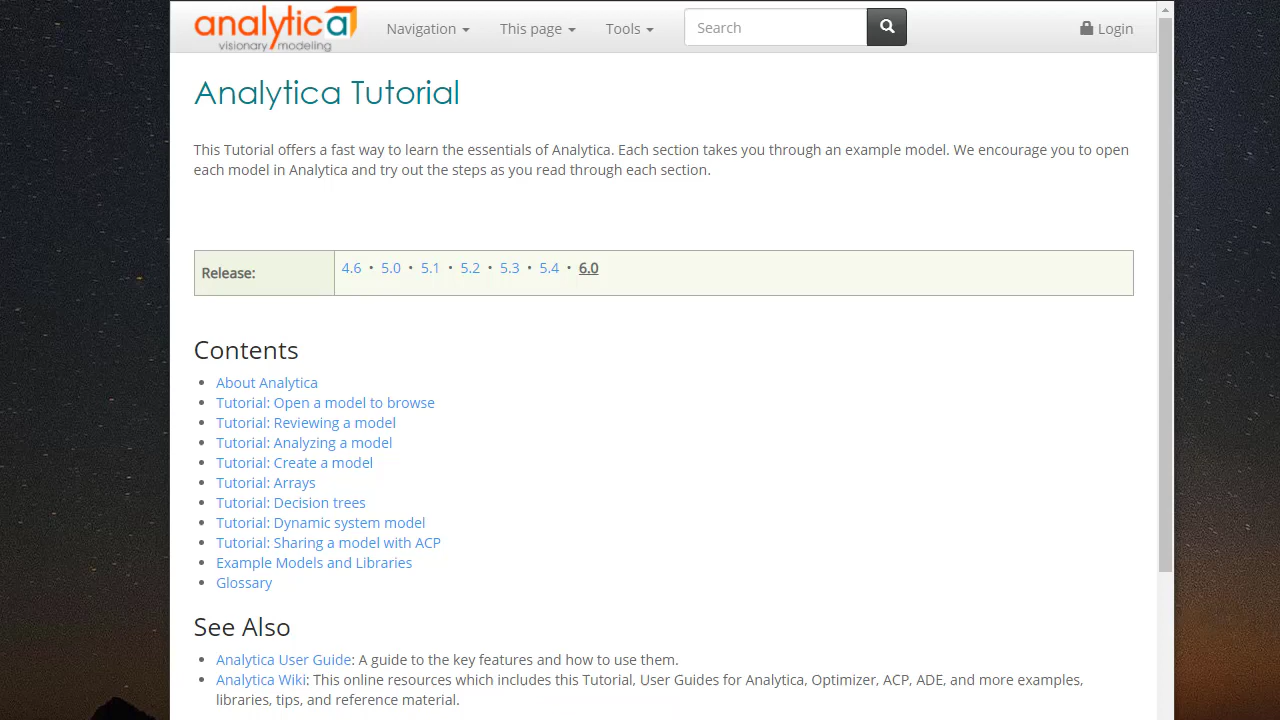 analytica
visionary modeling
Navigation
This page
Tools
Search
Login
Analytica Tutorial
This Tutorial offers a fast way to learn the essentials of Analytica. Each section takes you through an example model. We encourage you to open
each model in Analytica and try out the steps as you read through each section.
Release:
4.6 • 5.0 • 5.1 • 5.2 • 5.3 • 5.4 • 6.0
Contents
• About Analytica
• Tutorial: Open a model to browse
• Tutorial: Reviewing a model
• Tutorial: Analyzing a model
• Tutorial: Create a model
• Tutorial: Arrays
• Tutorial: Decision trees
• Tutorial: Dynamic system model
• Tutorial: Sharing a model with ACP
• Example Models and Libraries
• Glossary
See Also
• Analytica User Guide: A guide to the key features and how to use them.
• Analytica Wiki: This online resources which includes this Tutorial, User Guides for Analytica, Optimizer, ACP, ADE, and more examples,
libraries, tips, and reference material.